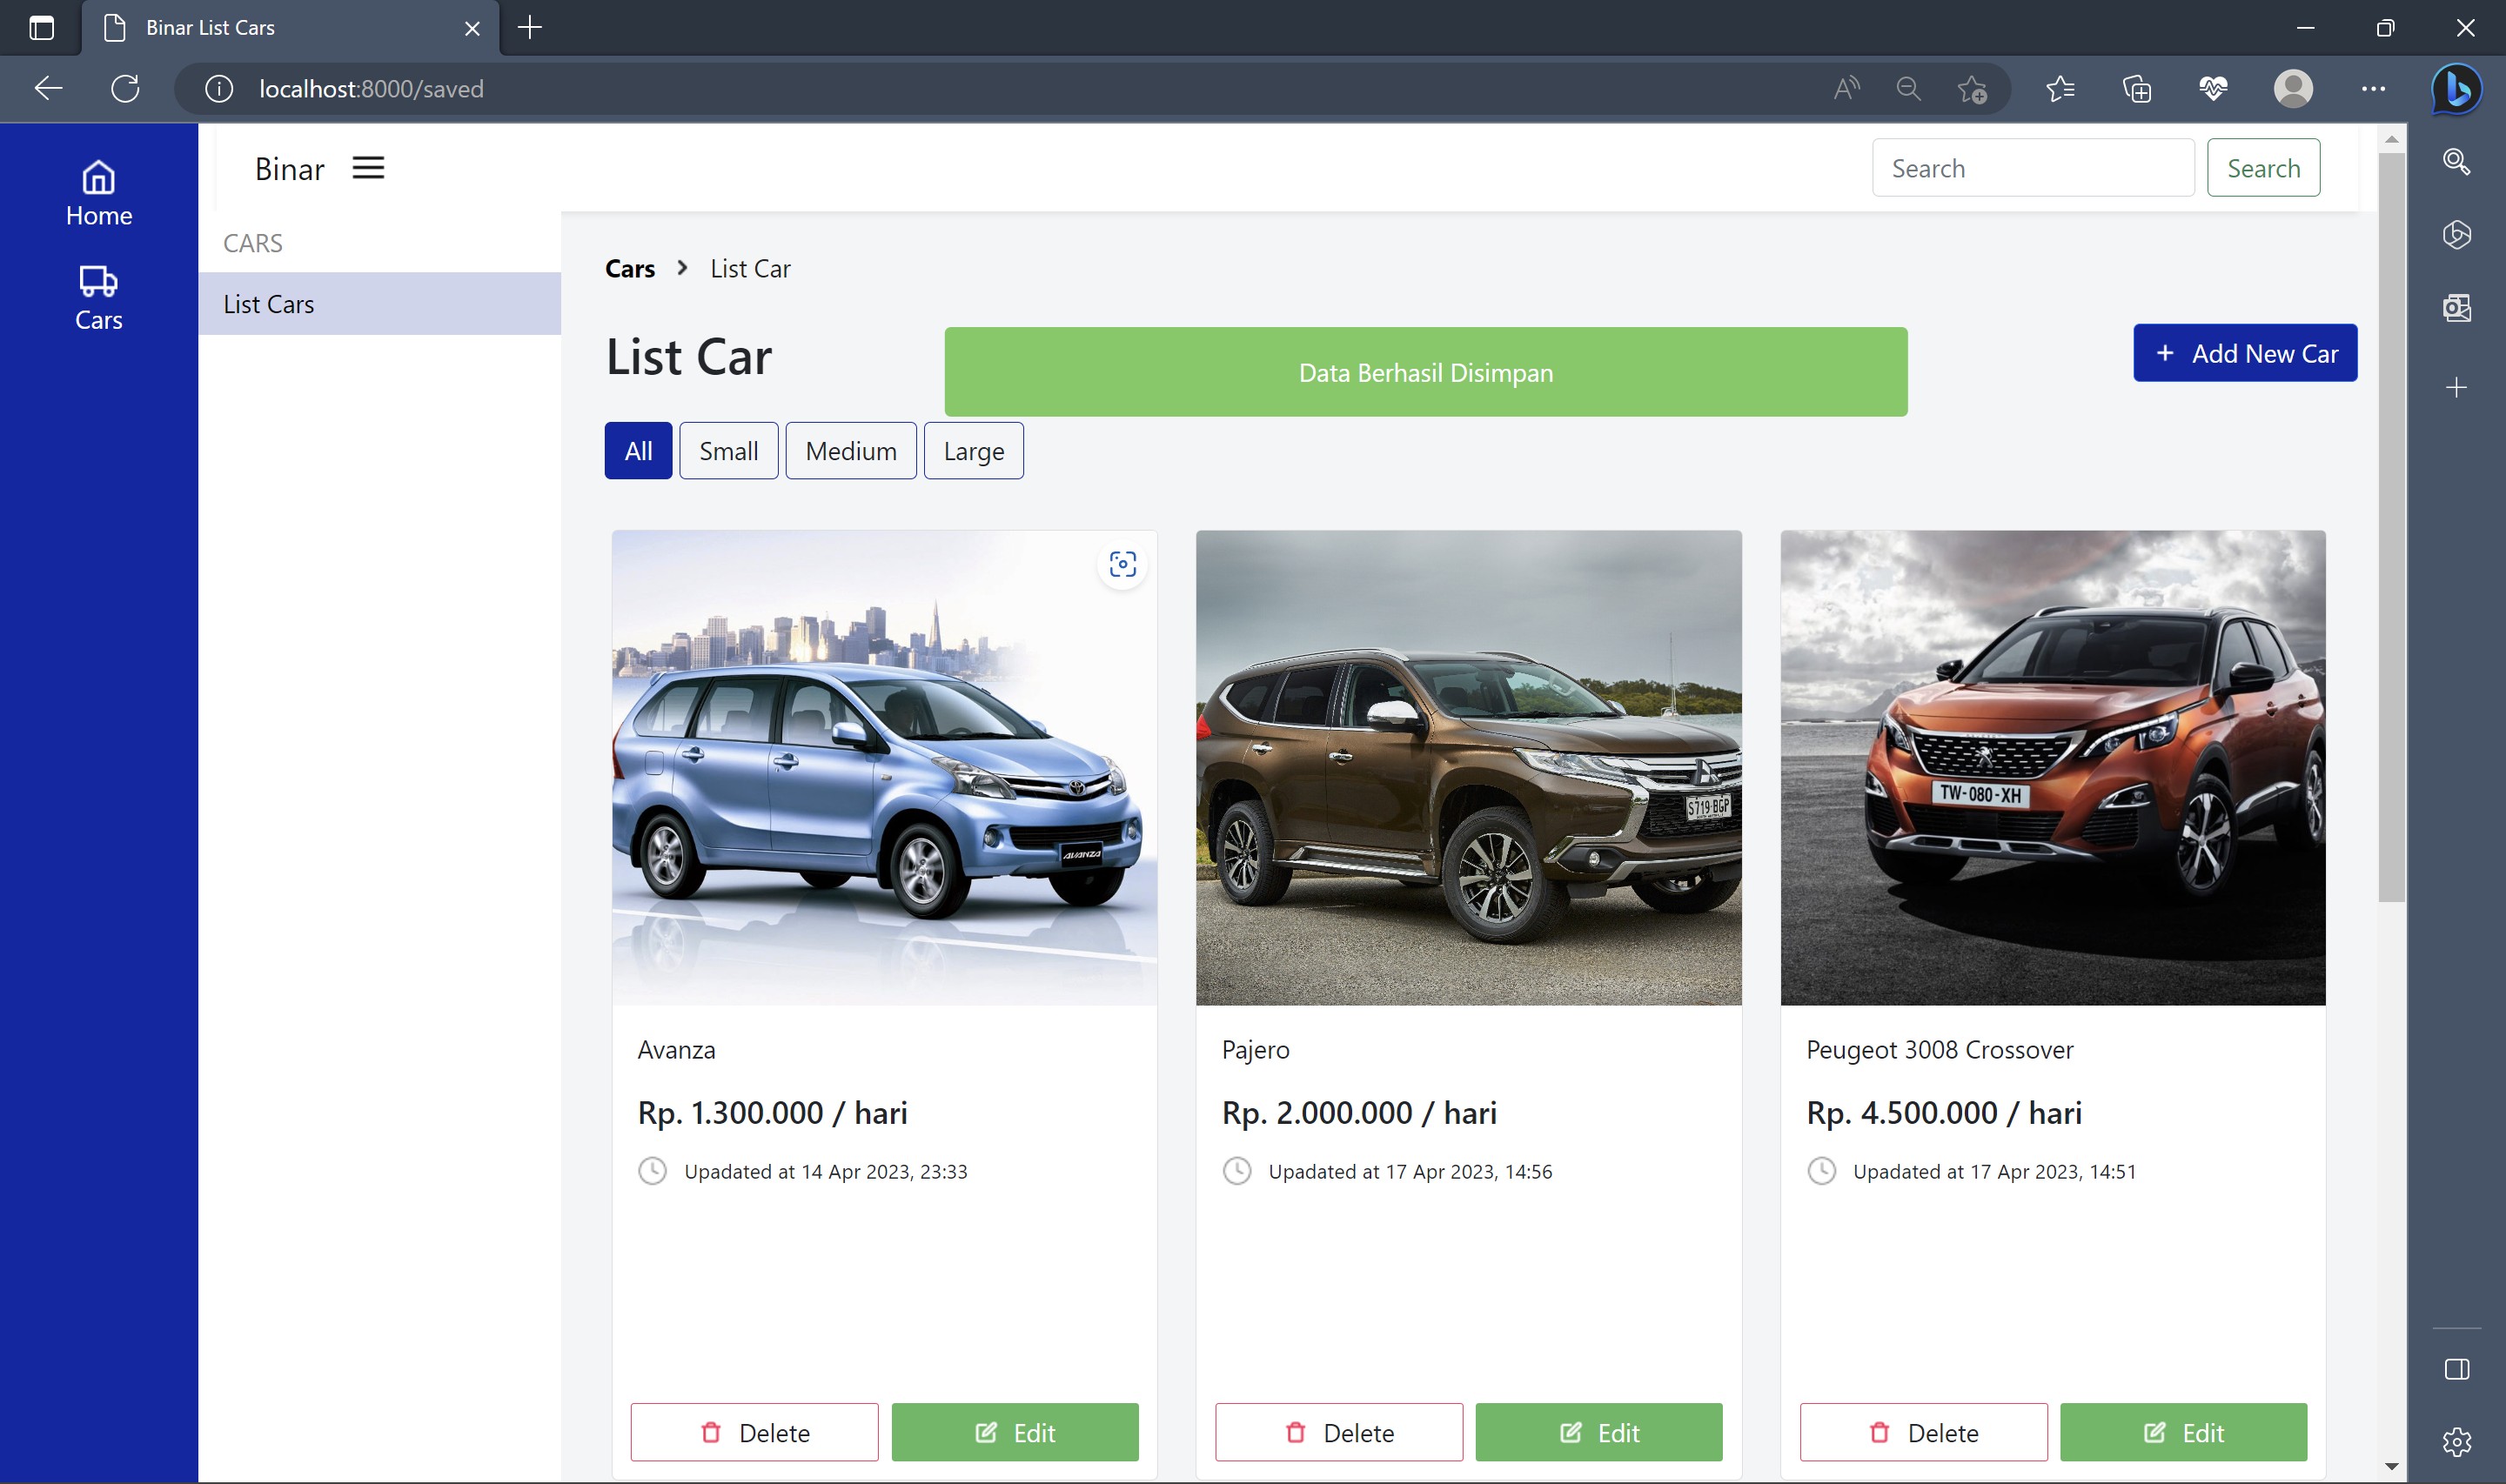 Binar List Cars
localhost:8000/saved
Home
Cars
Binar
Search
Search
CARS
List Cars
Cars > List Car
List Car
Data Berhasil Disimpan
+ Add New Car
All
Small
Medium
Large
AVANZA
S719·BGP
TW-080-XH
Avanza
Rp. 1.300.000 / hari
Upadated at 14 Apr 2023, 23:33
Delete
Edit
Pajero
Rp. 2.000.000 / hari
Upadated at 17 Apr 2023, 14:56
Delete
Edit
Peugeot 3008 Crossover
Rp. 4.500.000 / hari
Upadated at 17 Apr 2023, 14:51
Delete
Edit